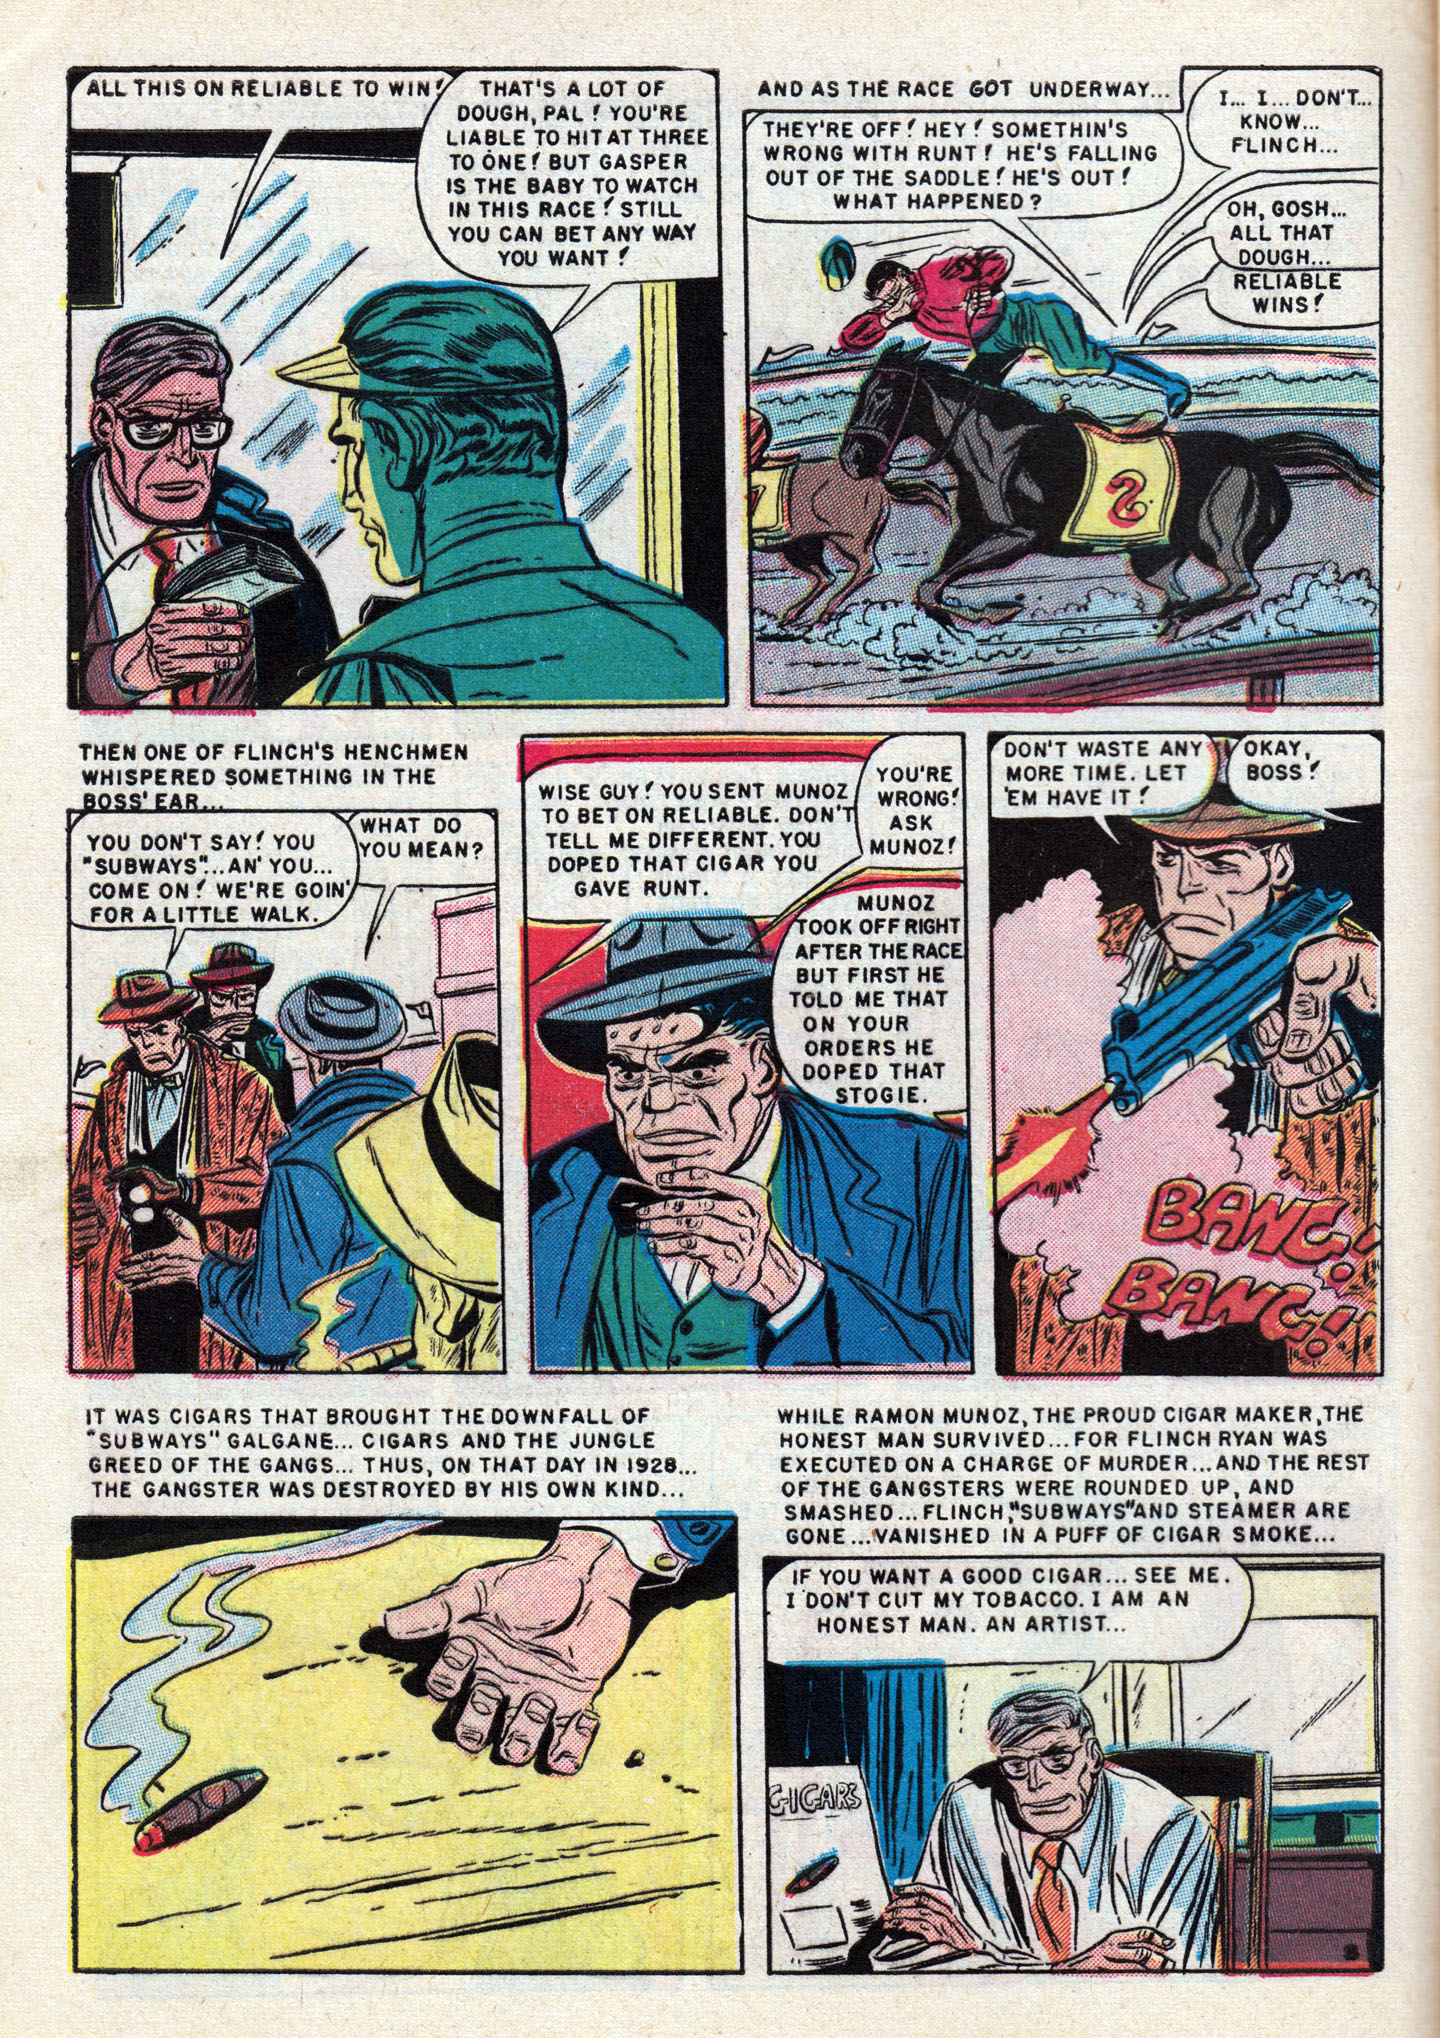 ALL THIS ON RELIABLE TO WIN!
THAT'S A LOT OF
DOUGH, PAL! YOU'RE
LIABLE TO HIT AT THREE
TO ONE! BUT GASPER
IS THE BABY TO WATCH
IN THIS RACE! STILL
YOU CAN BET ANY WAY
YOU WANT!
AND AS THE RACE GOT UNDERWAY...
THEY'RE OFF! HEY! SOMETHIN'S
WRONG WITH RUNT! HE'S FALLING
OUT OF THE SADDLE! HE'S OUT!
WHAT HAPPENED?
I... I... DON'T...
KNOW...
FLINCH...
OH, GOSH...
ALL THAT
DOUGH...
RELIABLE
WINS!
2
THEN ONE OF FLINCH'S HENCHMEN
WHISPERED SOMETHING IN THE
BOSS' EAR...
YOU DON'T SAY! YOU
"SUBWAYS"... AN' YOU...
COME ON! WE'RE GOIN'
FOR A LITTLE WALK.
WHAT DO
YOU MEAN?
WISE GUY! YOU SENT MUNOZ
TO BET ON RELIABLE. DON'T
TELL ME DIFFERENT. YOU
DOPED THAT CIGAR YOU
GAVE RUNT.
YOU'RE
WRONG!
ASK
MUNOZ!
MUNOZ
TOOK OFF RIGHT
AFTER THE RACE
BUT FIRST HE
TOLD ME THAT
ON YOUR
ORDERS HE
DOPED THAT
STOGIE.
DON'T WASTE ANY
MORE TIME. LET
'EM HAVE IT!
OKAY,
BOSS!
BANG!
BANG!
IT WAS CIGARS THAT BROUGHT THE DOWNFALL OF
"SUBWAYS" GALGANE... CIGARS AND THE JUNGLE
GREED OF THE GANGS... THUS, ON THAT DAY IN 1928...
THE GANGSTER WAS DESTROYED BY HIS OWN KIND...
WHILE RAMON MUNOZ, THE PROUD CIGAR MAKER, THE
HONEST MAN SURVIVED... FOR FLINCH RYAN WAS
EXECUTED ON A CHARGE OF MURDER... AND THE REST
OF THE GANGSTERS WERE ROUNDED UP, AND
SMASHED... FLINCH, "SUBWAYS" AND STEAMER ARE
GONE... VANISHED IN A PUFF OF CIGAR SMOKE...
IF YOU WANT A GOOD CIGAR... SEE ME.
I DON'T CUT MY TOBACCO. I AM AN
HONEST MAN. AN ARTIST...
CIGARS
8